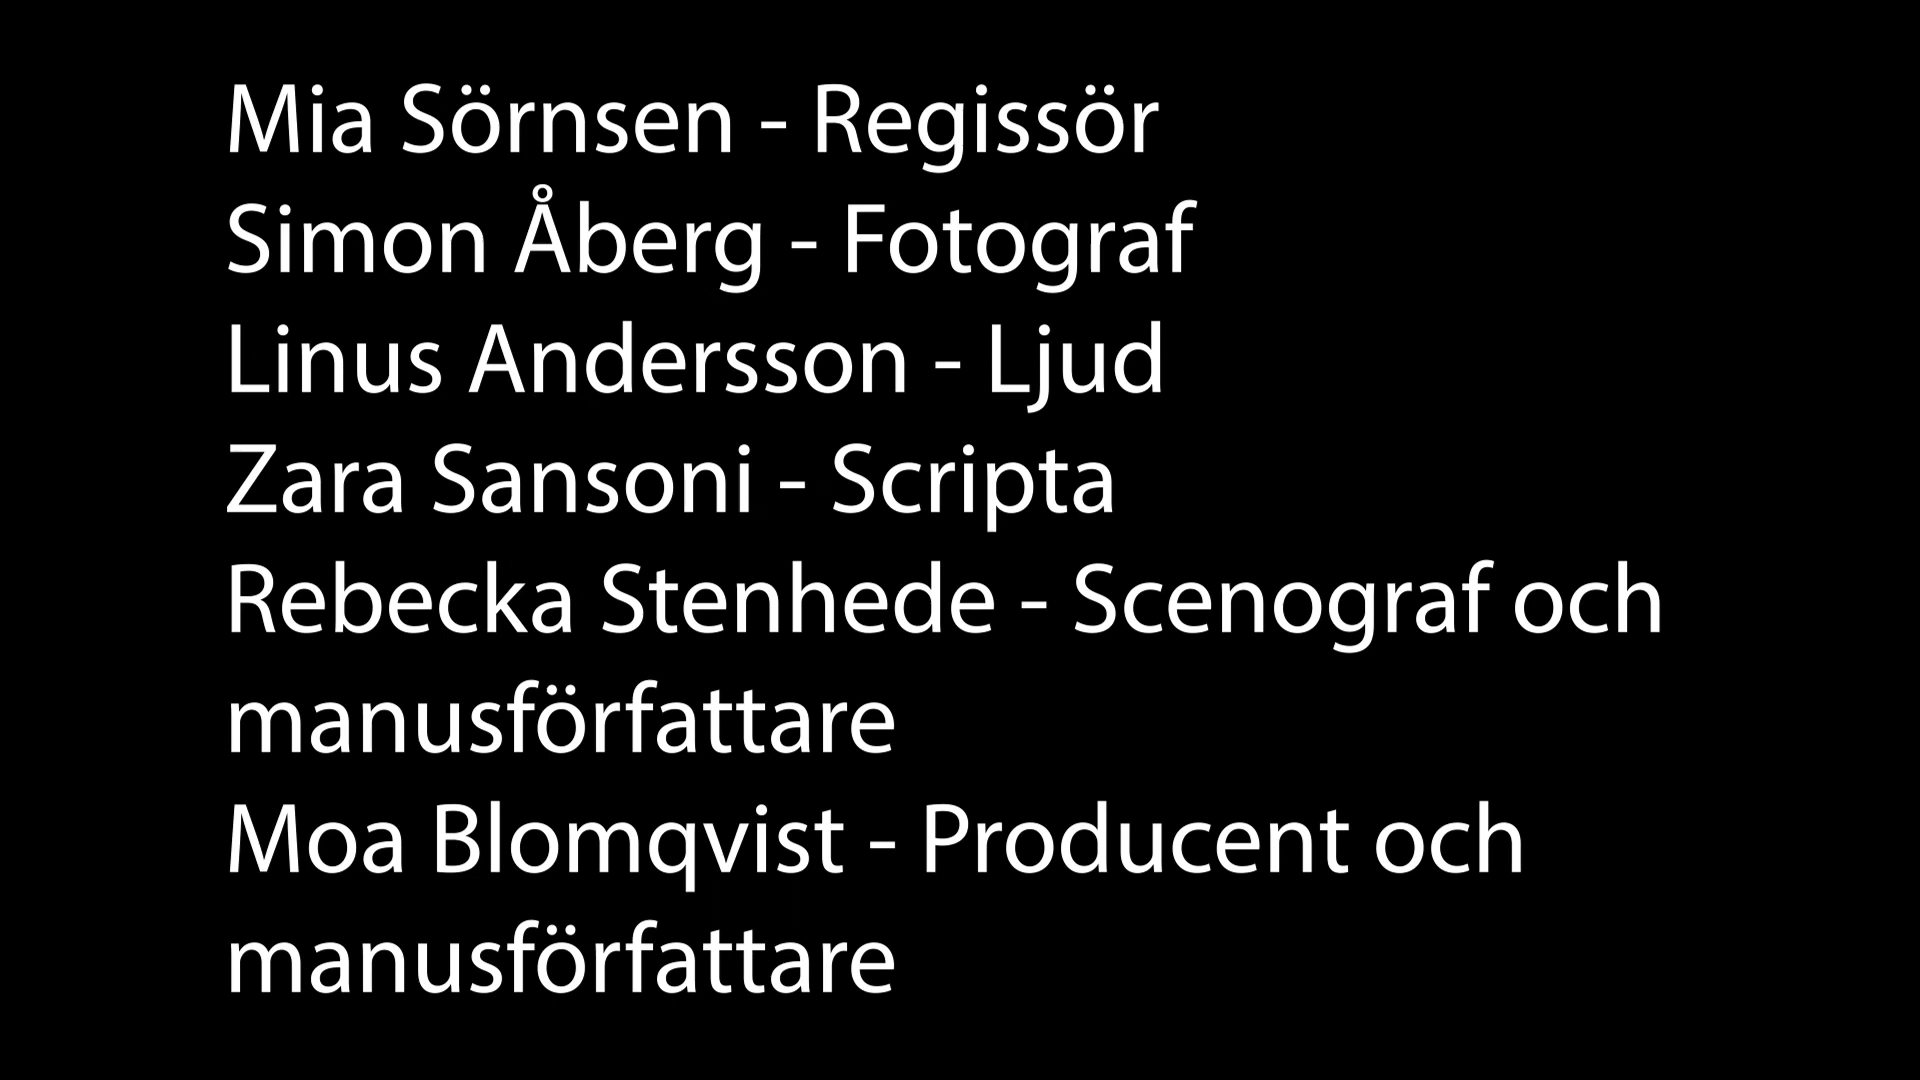 Mia Sörnsen - Regissör
Simon Åberg - Fotograf
Linus Andersson - Ljud
Zara Sansoni - Scripta
Rebecka Stenhede - Scenograf och
manusförfattare
Moa Blomqvist - Producent och
manusförfattare